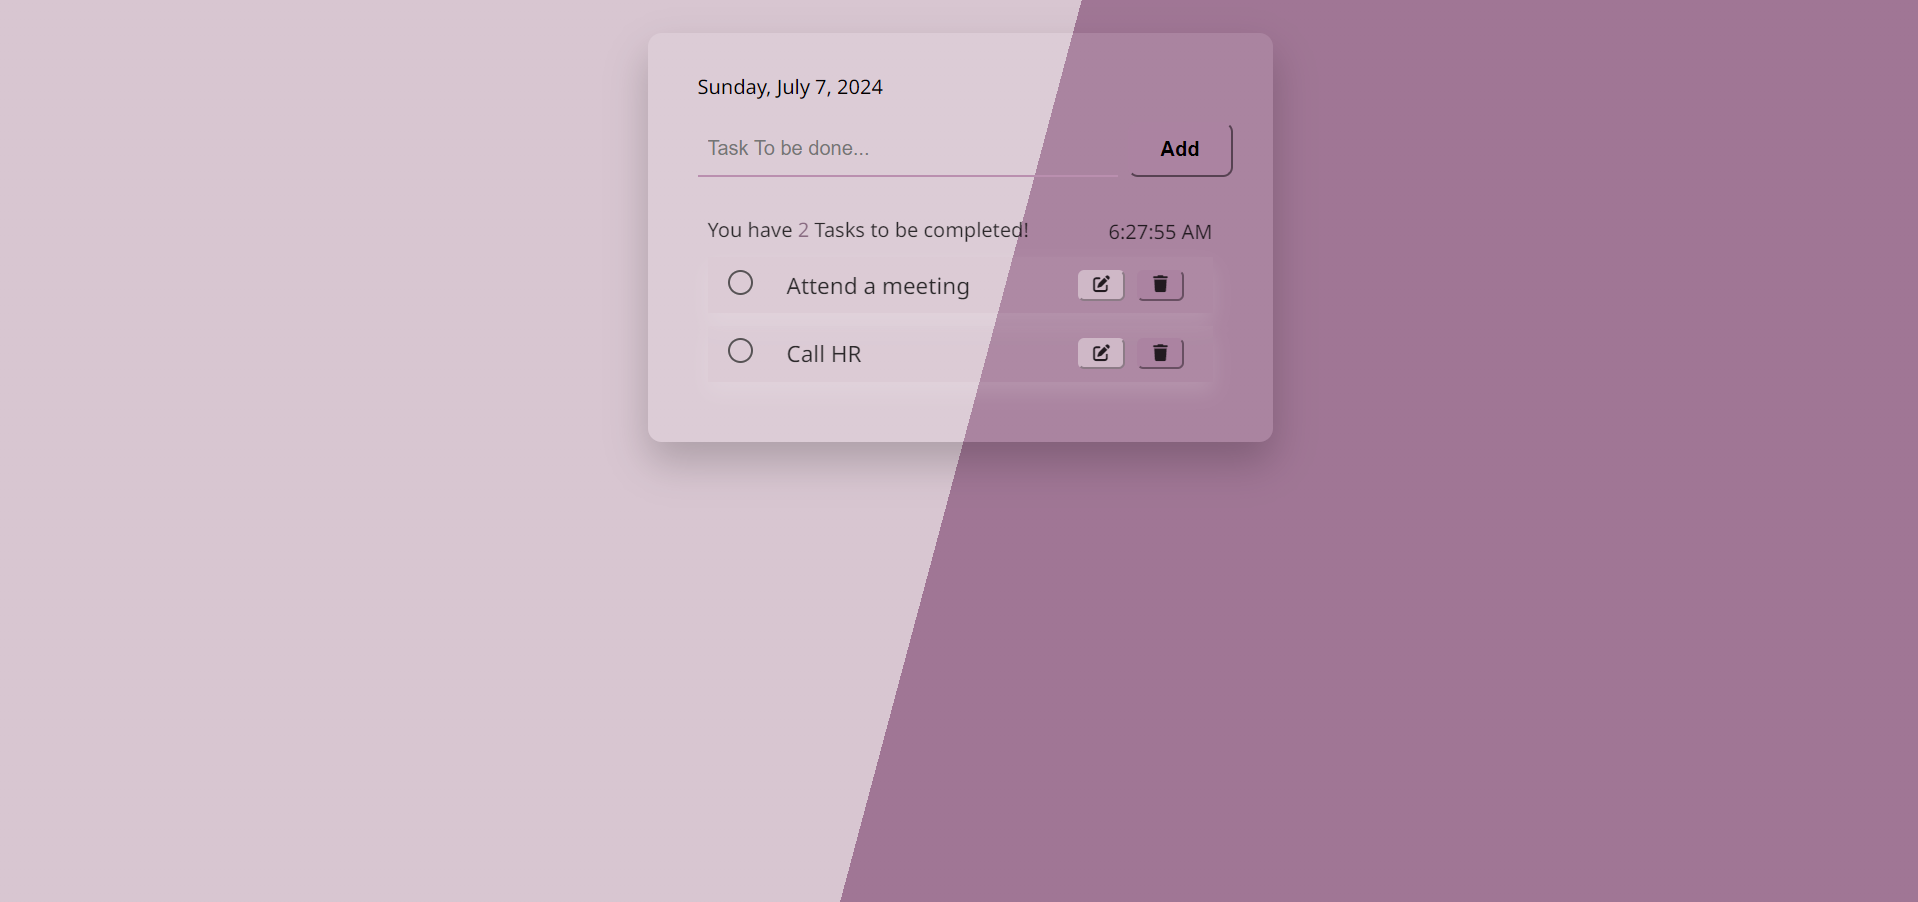 Sunday, July 7, 2024
Task To be done...
Add
You have 2 Tasks to be completed!
6:27:55 AM
Attend a meeting
Call HR